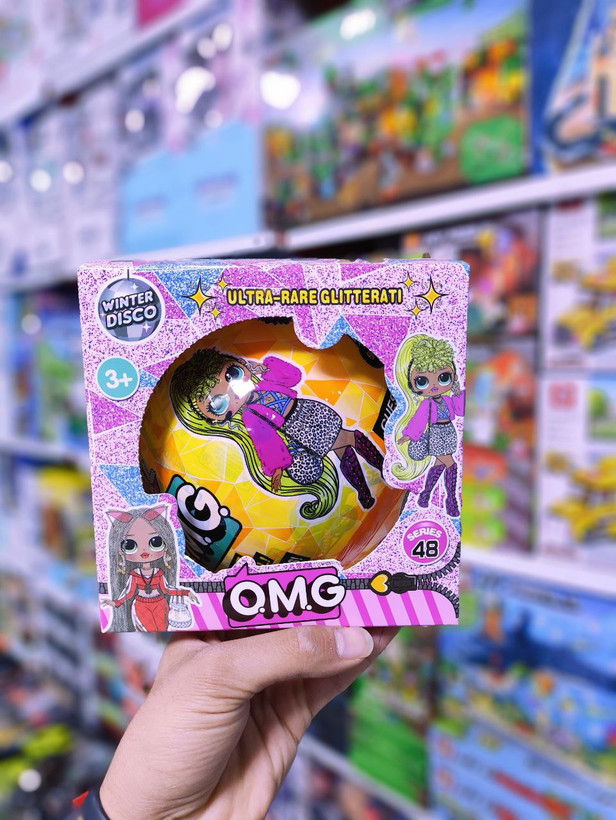 WINTER
DISCO
ULTRA-RARE GLITTERATI
3+
.G.
SERIES
48
O.M.G